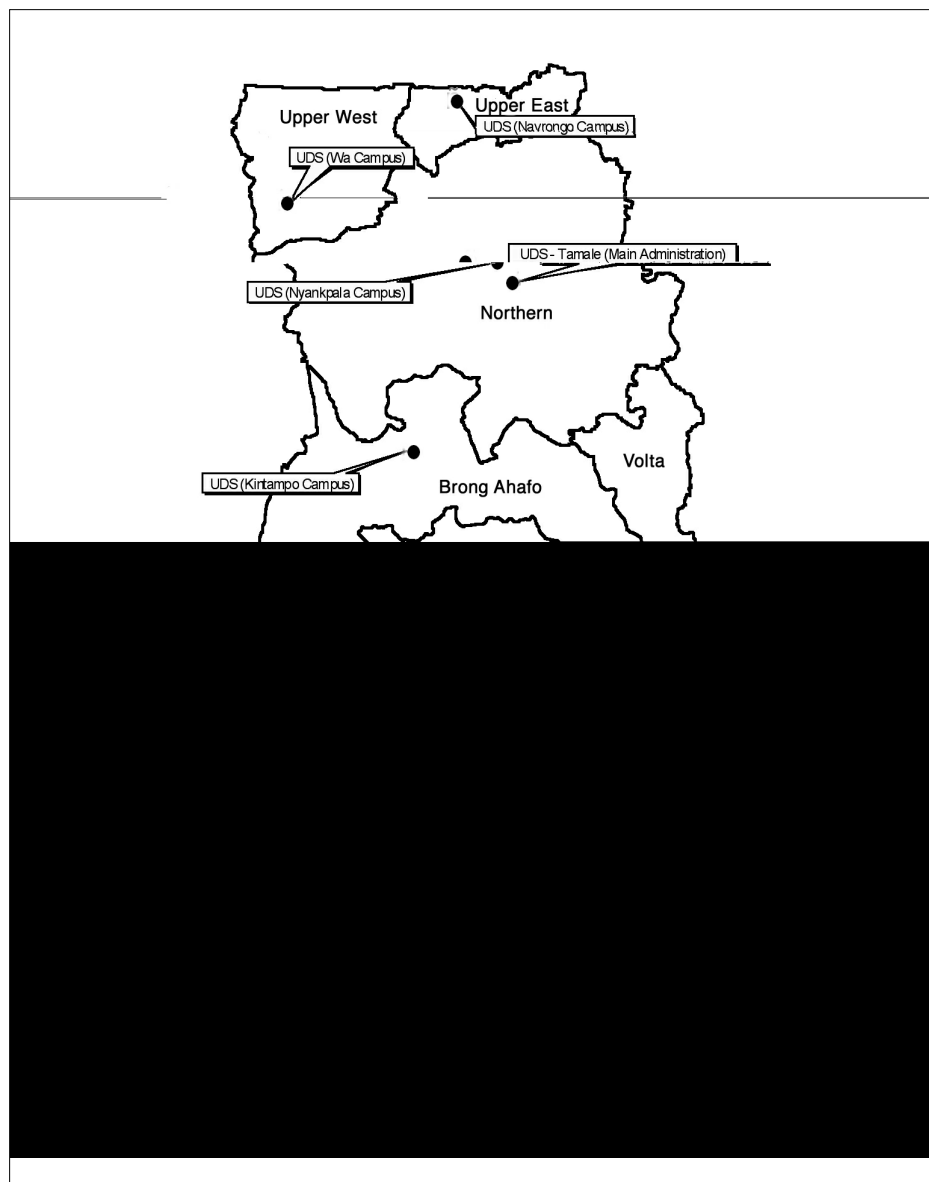 Upper West
Upper East
UDS (Navrongo Campus)
UDS (Wa Campus)
UDS - Tamale (Main Administration)
UDS (Nyankpala Campus)
Northern
Volta
UDS (Kintampo Campus)
Brong Ahafo